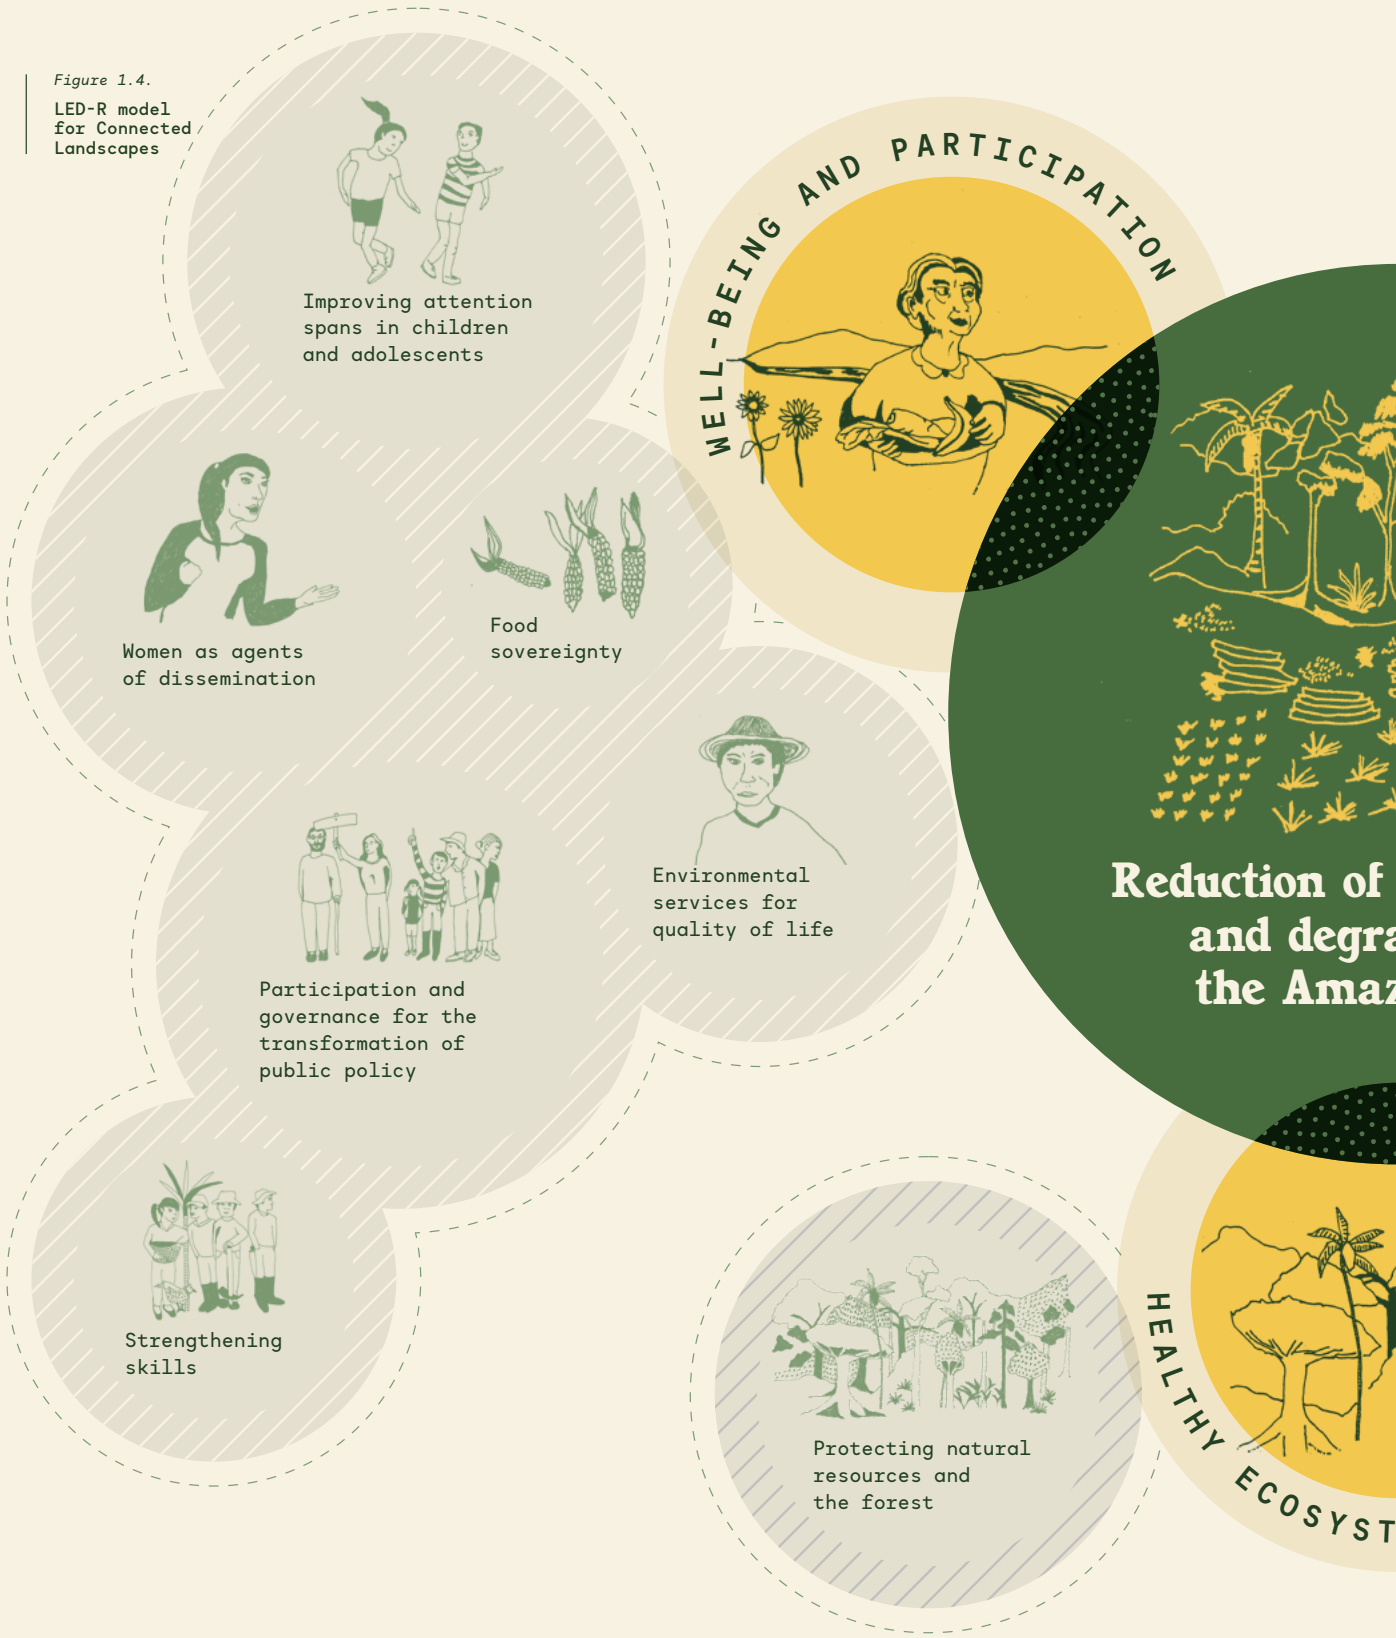 Figure 1.4.
LED-R model
for Connected
Landscapes
Improving attention
spans in children
and adolescents
WELL-BEING AND PARTICIPATION
Women as agents
of dissemination
Food
sovereignty
Environmental
services for
quality of life
Reduction of
and degra
the Amaz
Participation and
governance for the
transformation of
public policy
Strengthening
skills
Protecting natural
resources and
the forest
HEALTHY ECOSYST